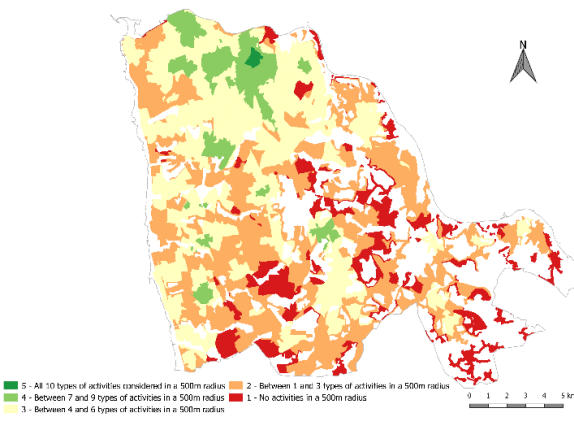 N
5 - All 10 types of activities considered in a 500m radius
4 - Between 7 and 9 types of activities in a 500m radius
3 - Between 4 and 6 types of activities in a 500m radius
2 - Between 1 and 3 types of activities in a 500m radius
1 - No activities in a 500m radius
0 1 2 3 4 5 km